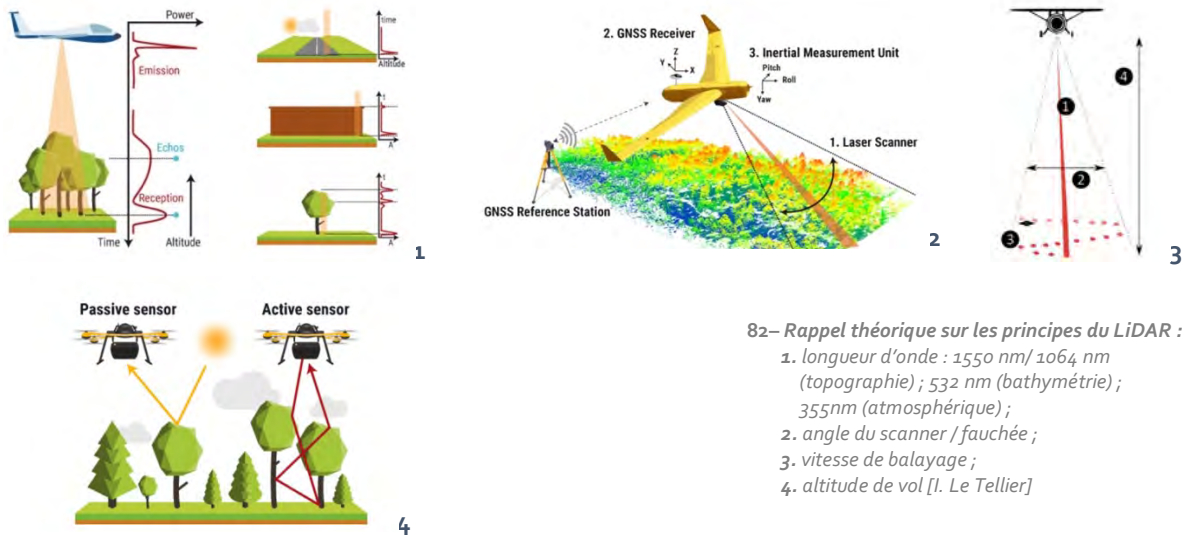 Power
Emission
Echos
Reception
Time
Altitude
time
Altitude
t
A
t
A
1
2. GNSS Receiver
Z
Y
X
3. Inertial Measurement Unit
Pitch
Roll
Yaw
1. Laser Scanner
GNSS Reference Station
2
1
2
3
4
3
Passive sensor
Active sensor
4
82– Rappel théorique sur les principes du LiDAR :
1. longueur d'onde : 1550 nm/ 1064 nm
(topographie) ; 532 nm (bathymétrie) ;
355nm (atmosphérique) ;
2. angle du scanner / fauchée ;
3. vitesse de balayage ;
4. altitude de vol [I. Le Tellier]